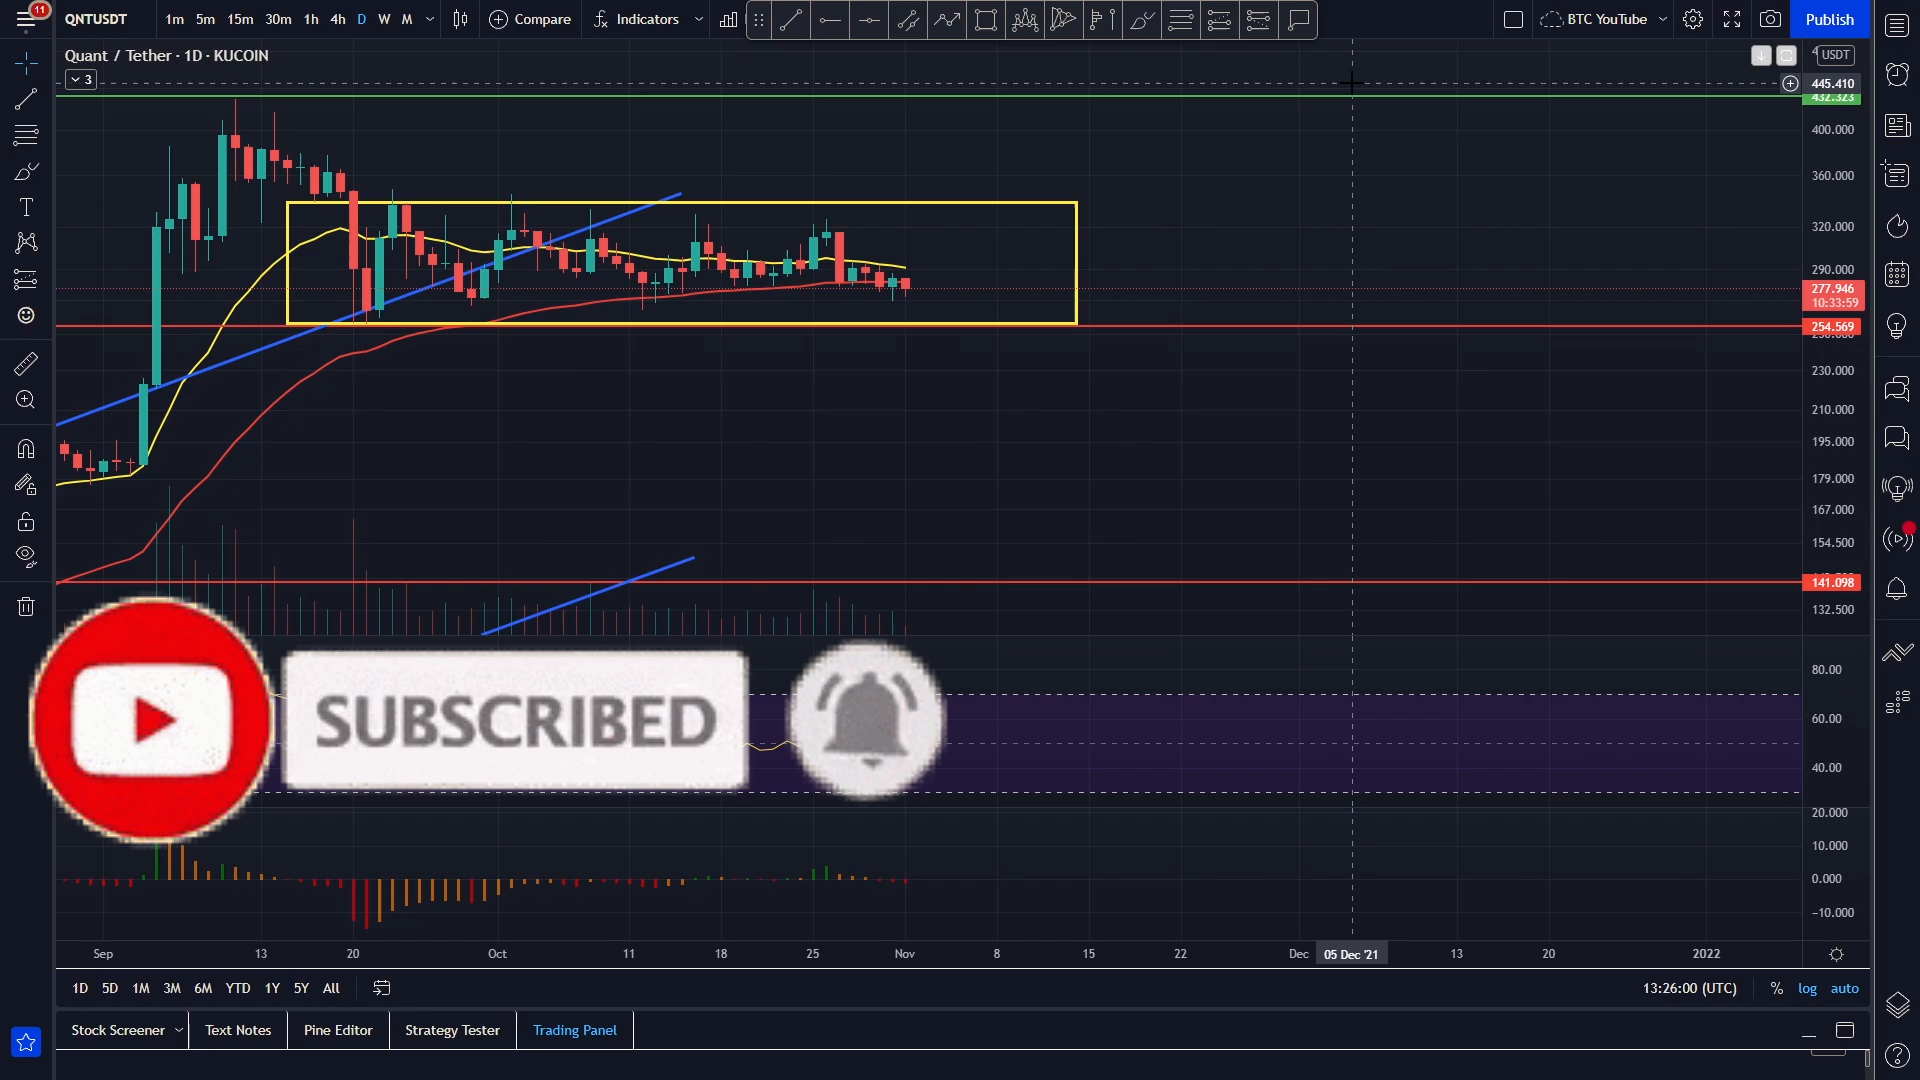 11
QNTUSDT
1m 5m 15m 30m 1h 4h D W M
Compare
Indicators
BTC YouTube
Publish
Quant / Tether · 1D · KUCOIN
3
USDT
445.410
432.323
400.000
360.000
320.000
290.000
277.946
10:33:59
254.569
230.000
210.000
195.000
179.000
167.000
154.500
141.098
132.500
80.00
60.00
40.00
20.000
10.000
0.000
−10.000
SUBSCRIBED
Sep 13 20 Oct 11 18 25 Nov 8 15 22 Dec 05 Dec '21 13 20 2022
1D 5D 1M 3M 6M YTD 1Y 5Y All
13:26:00 (UTC) % log auto
Stock Screener Text Notes Pine Editor Strategy Tester Trading Panel